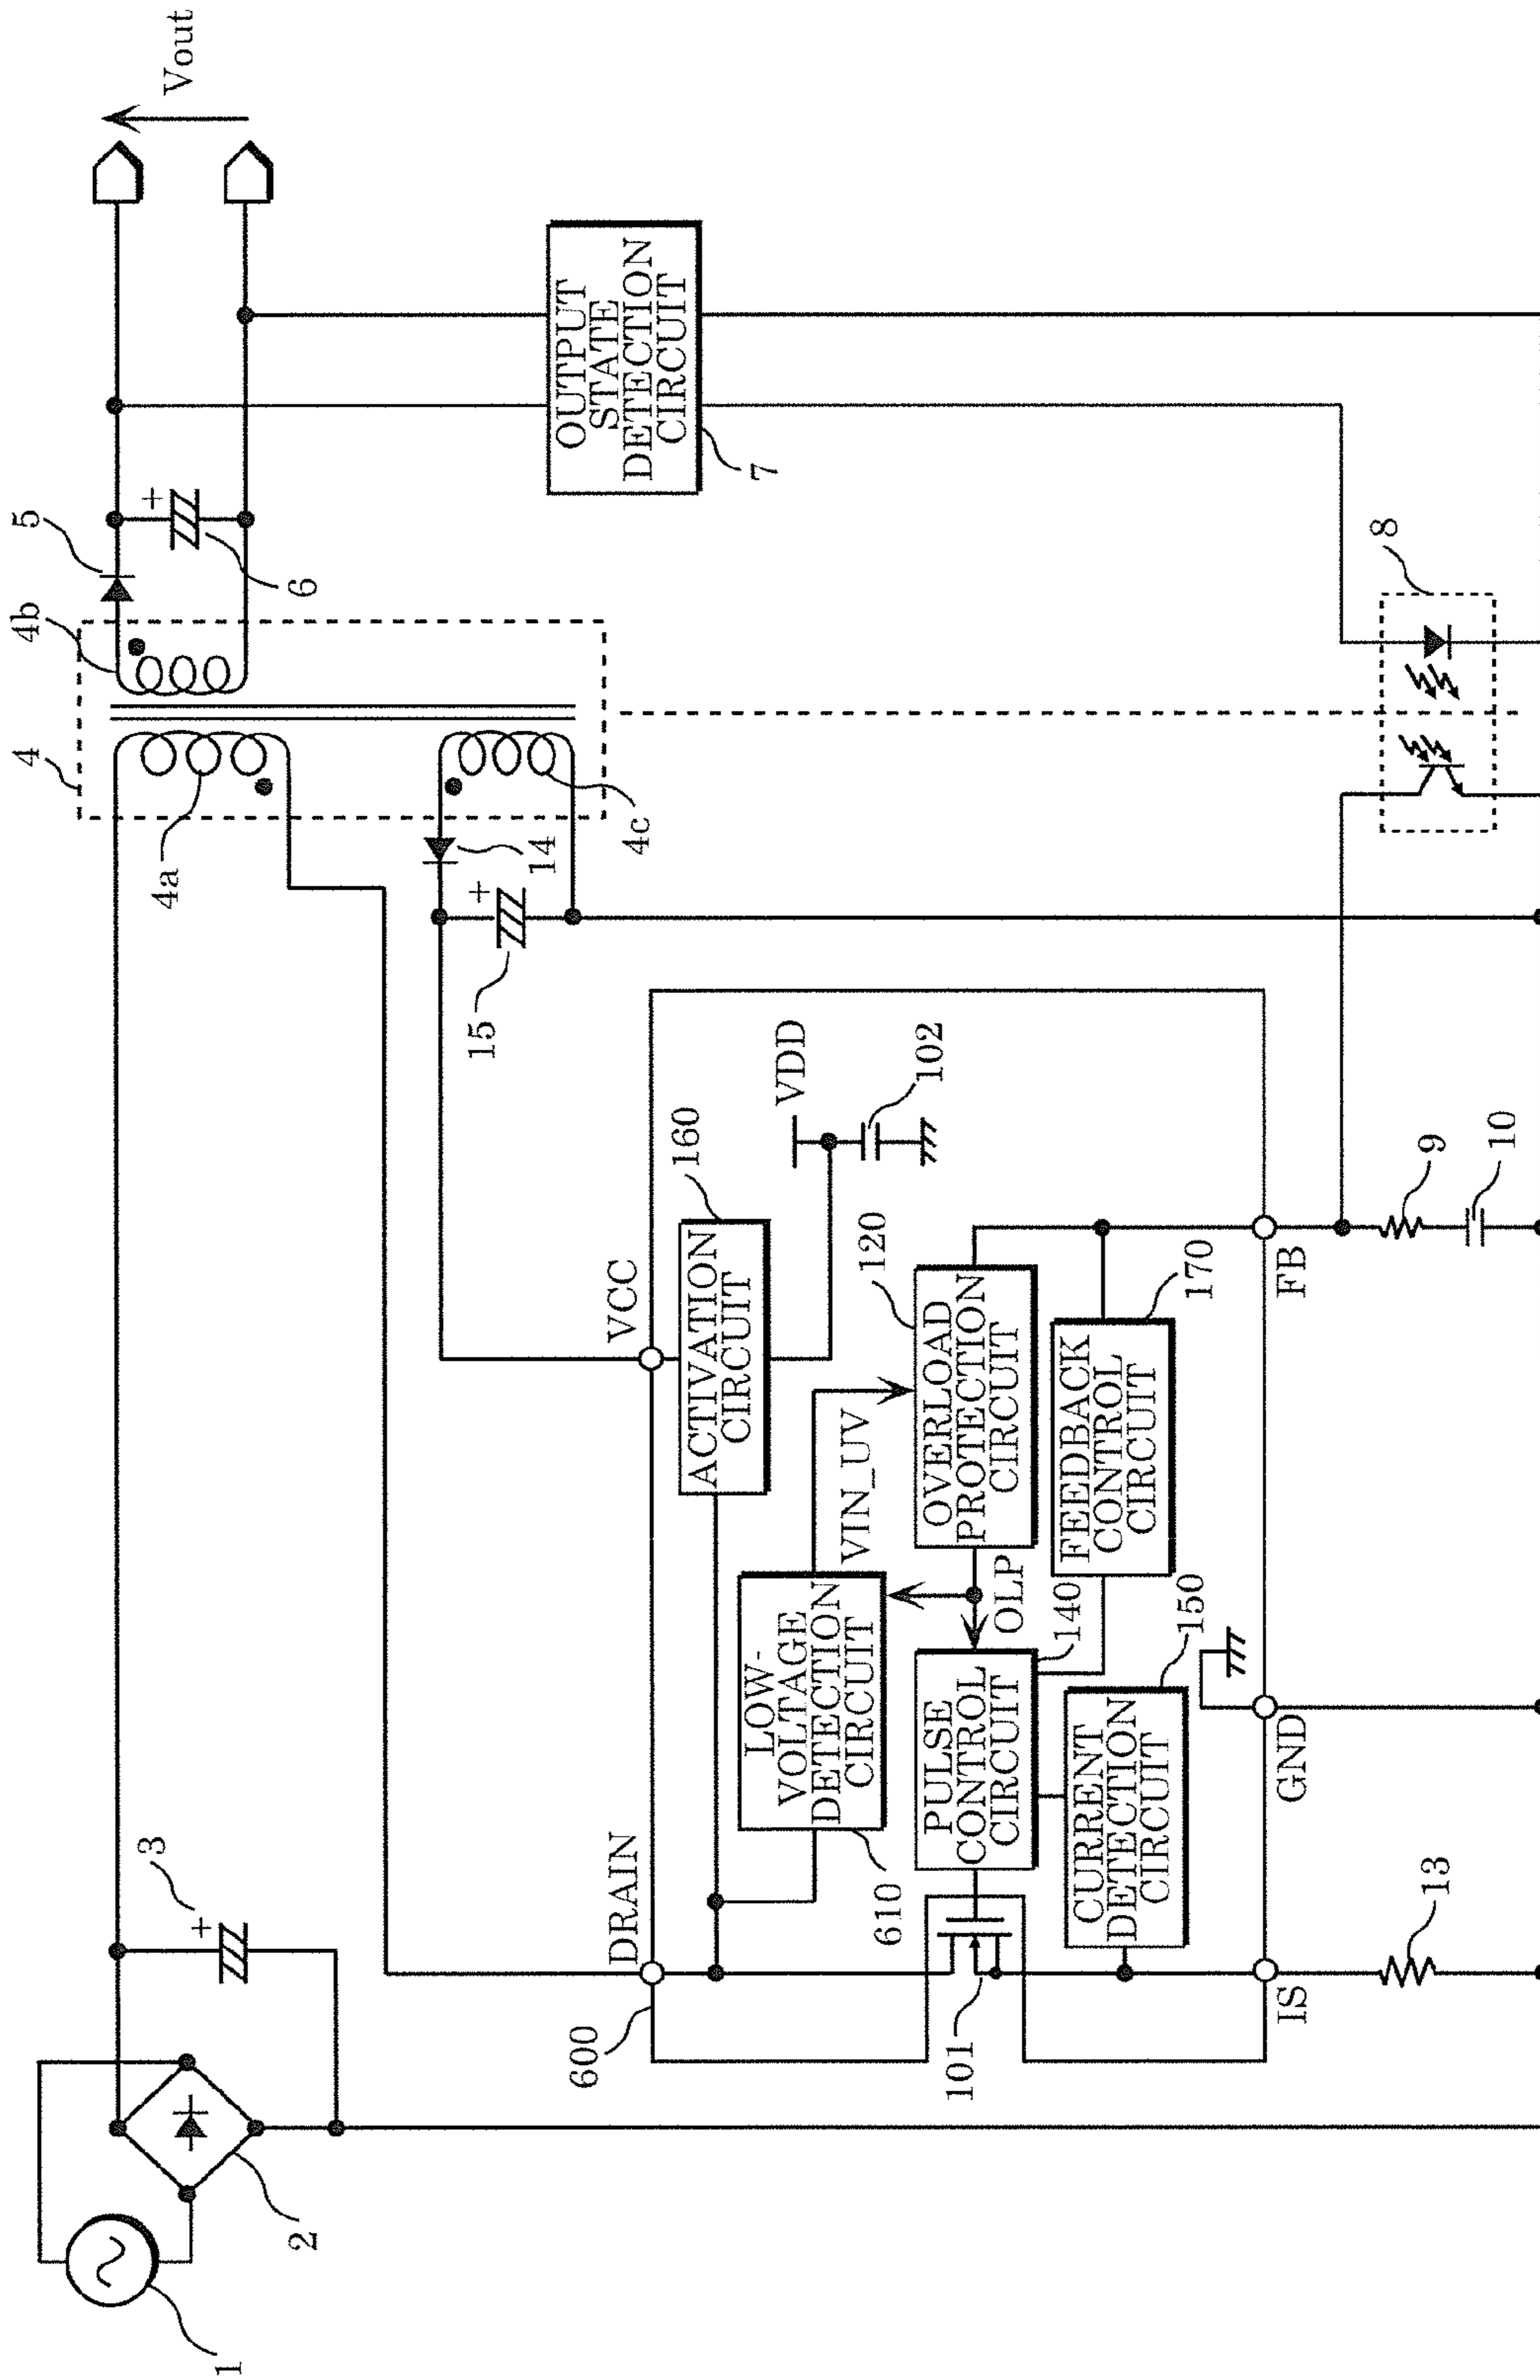 1
2
3
4
4a
4b
4c
5
6
Vout
OUTPUT
STATE
DETECTION
CIRCUIT
7
14
15
+
+
+
8
600
DRAIN
VCC
ACTIVATION
CIRCUIT
160
VDD
102
LOW-
VOLTAGE
DETECTION
CIRCUIT
610
VIN_UV
OVERLOAD
PROTECTION
CIRCUIT
120
OLP
PULSE
CONTROL
CIRCUIT
140
FEEDBACK
CONTROL
CIRCUIT
170
CURRENT
DETECTION
CIRCUIT
150
101
IS
GND
FB
13
9
10